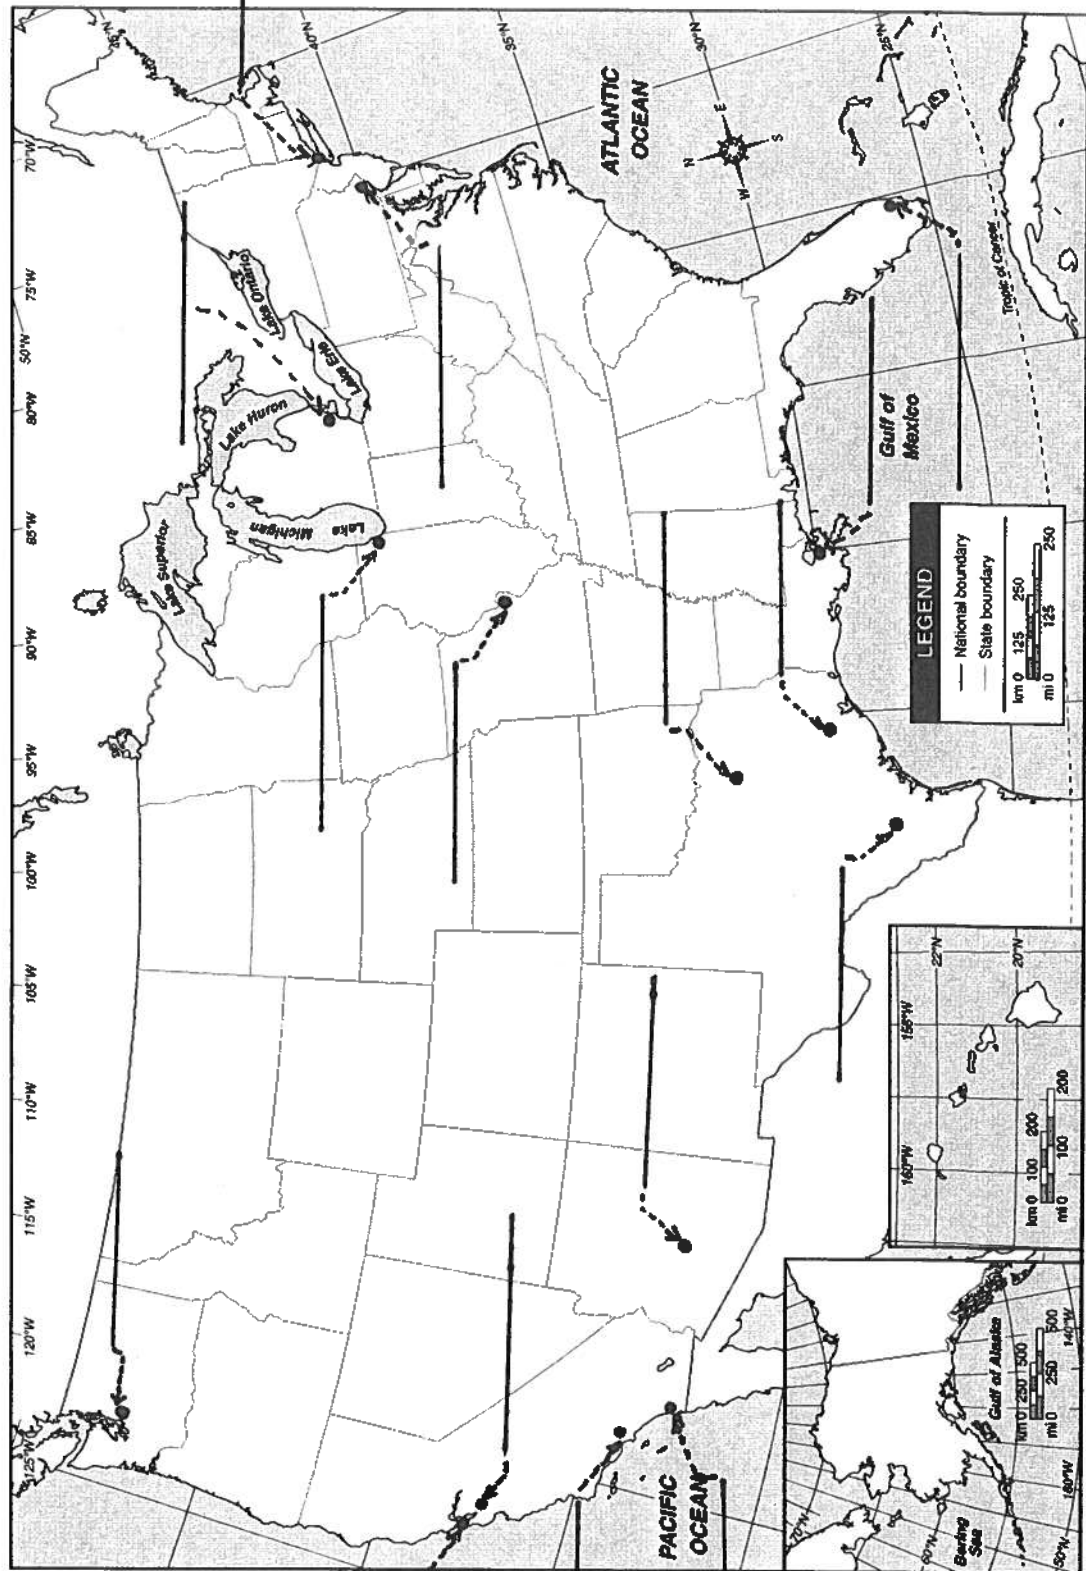 125°W
120°W
115°W
110°W
105°W
100°W
95°W
90°W
85°W
80°W
50°N
75°W
70°W
45°N
40°N
35°N
30°N
25°N
Lake Superior
Lake
Michigan
Lake Huron
Lake Erie
Lake Ontario
ATLANTIC
OCEAN
N
E
S
W
PACIFIC
OCEAN
Gulf of
Mexico
Tropic of Cancer
LEGEND
National boundary
State boundary
km 0 125 250
mi 0 125 250
160°W
156°W
22°N
20°N
km 0 100 200
mi 0 100 200
70°N
60°N
50°N
140°W
Bering
Sea
Gulf of Alaska
km 0 250 500
mi 0 250 500